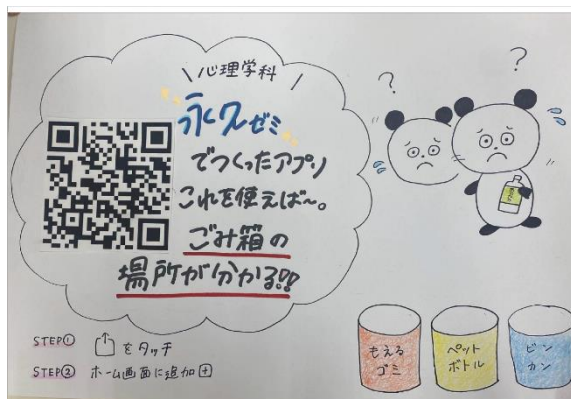 心理学科
永久ゼミ
でつくったアプリ
これを使えば〜。
ごみ箱の
場所が分かる!!
STEP① をタッチ
STEP② ホーム画面に追加
?
?
もえる
ゴミ
ペット
ボトル
ビン
カン